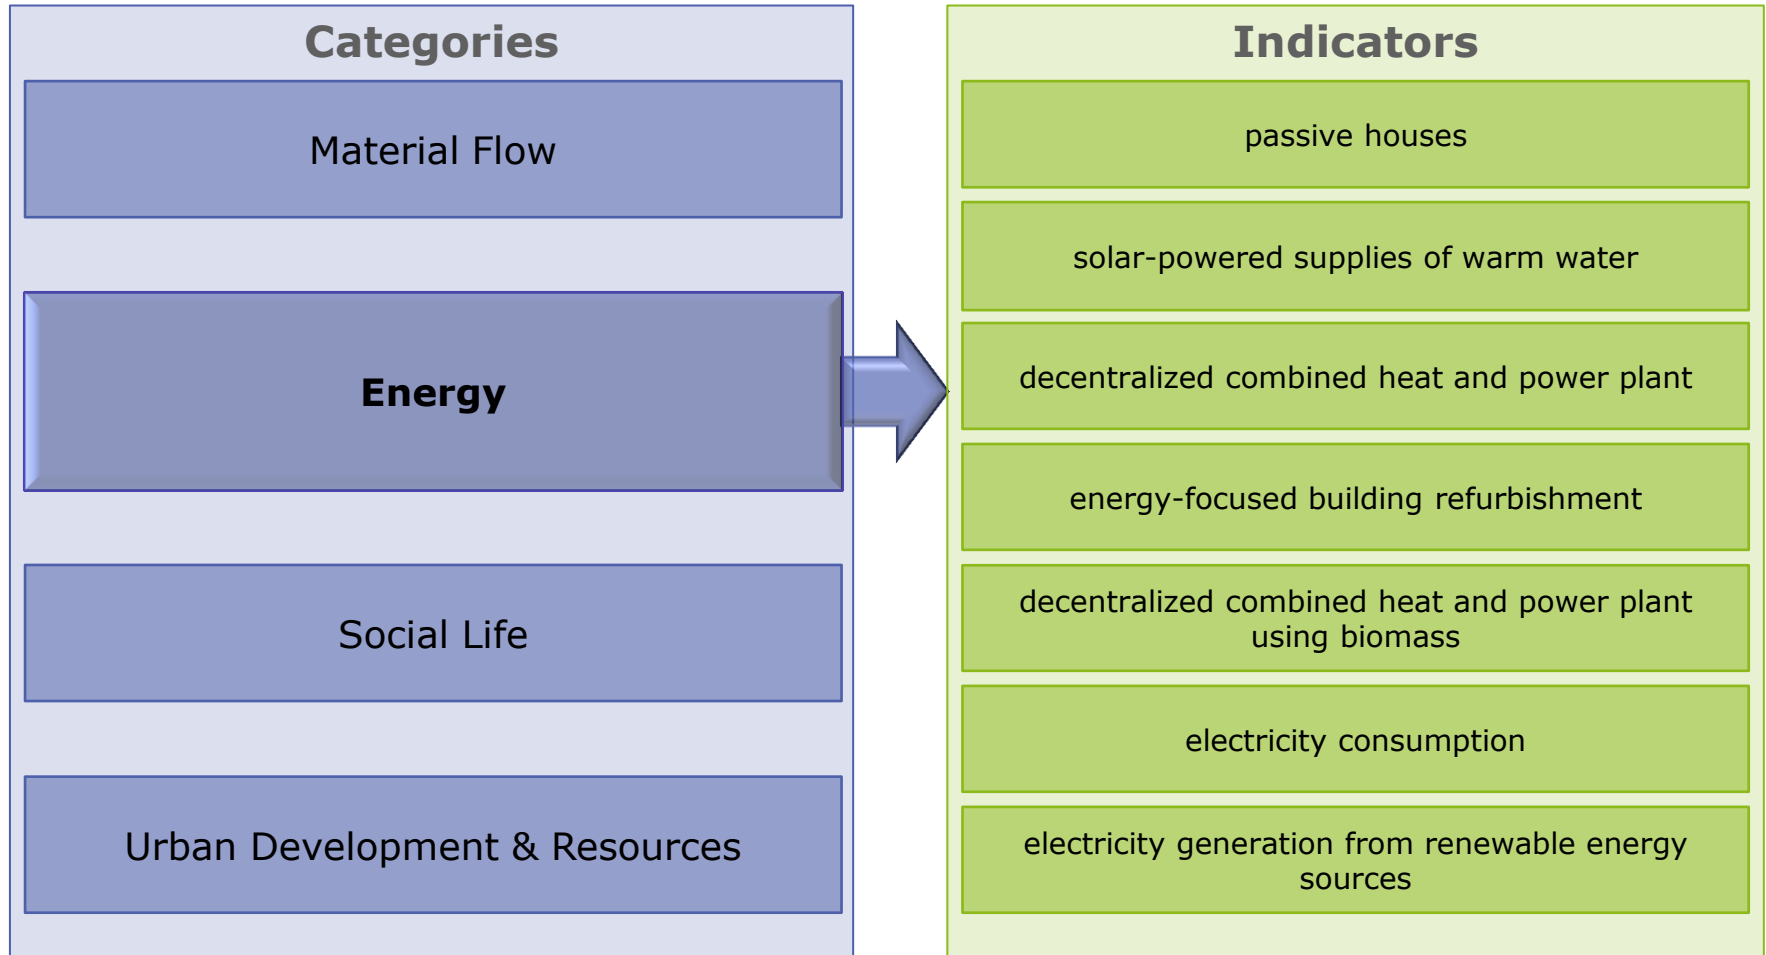 Categories
Material Flow
Energy
Social Life
Urban Development & Resources
Indicators
passive houses
solar-powered supplies of warm water
decentralized combined heat and power plant
energy-focused building refurbishment
decentralized combined heat and power plant
using biomass
electricity consumption
electricity generation from renewable energy
sources